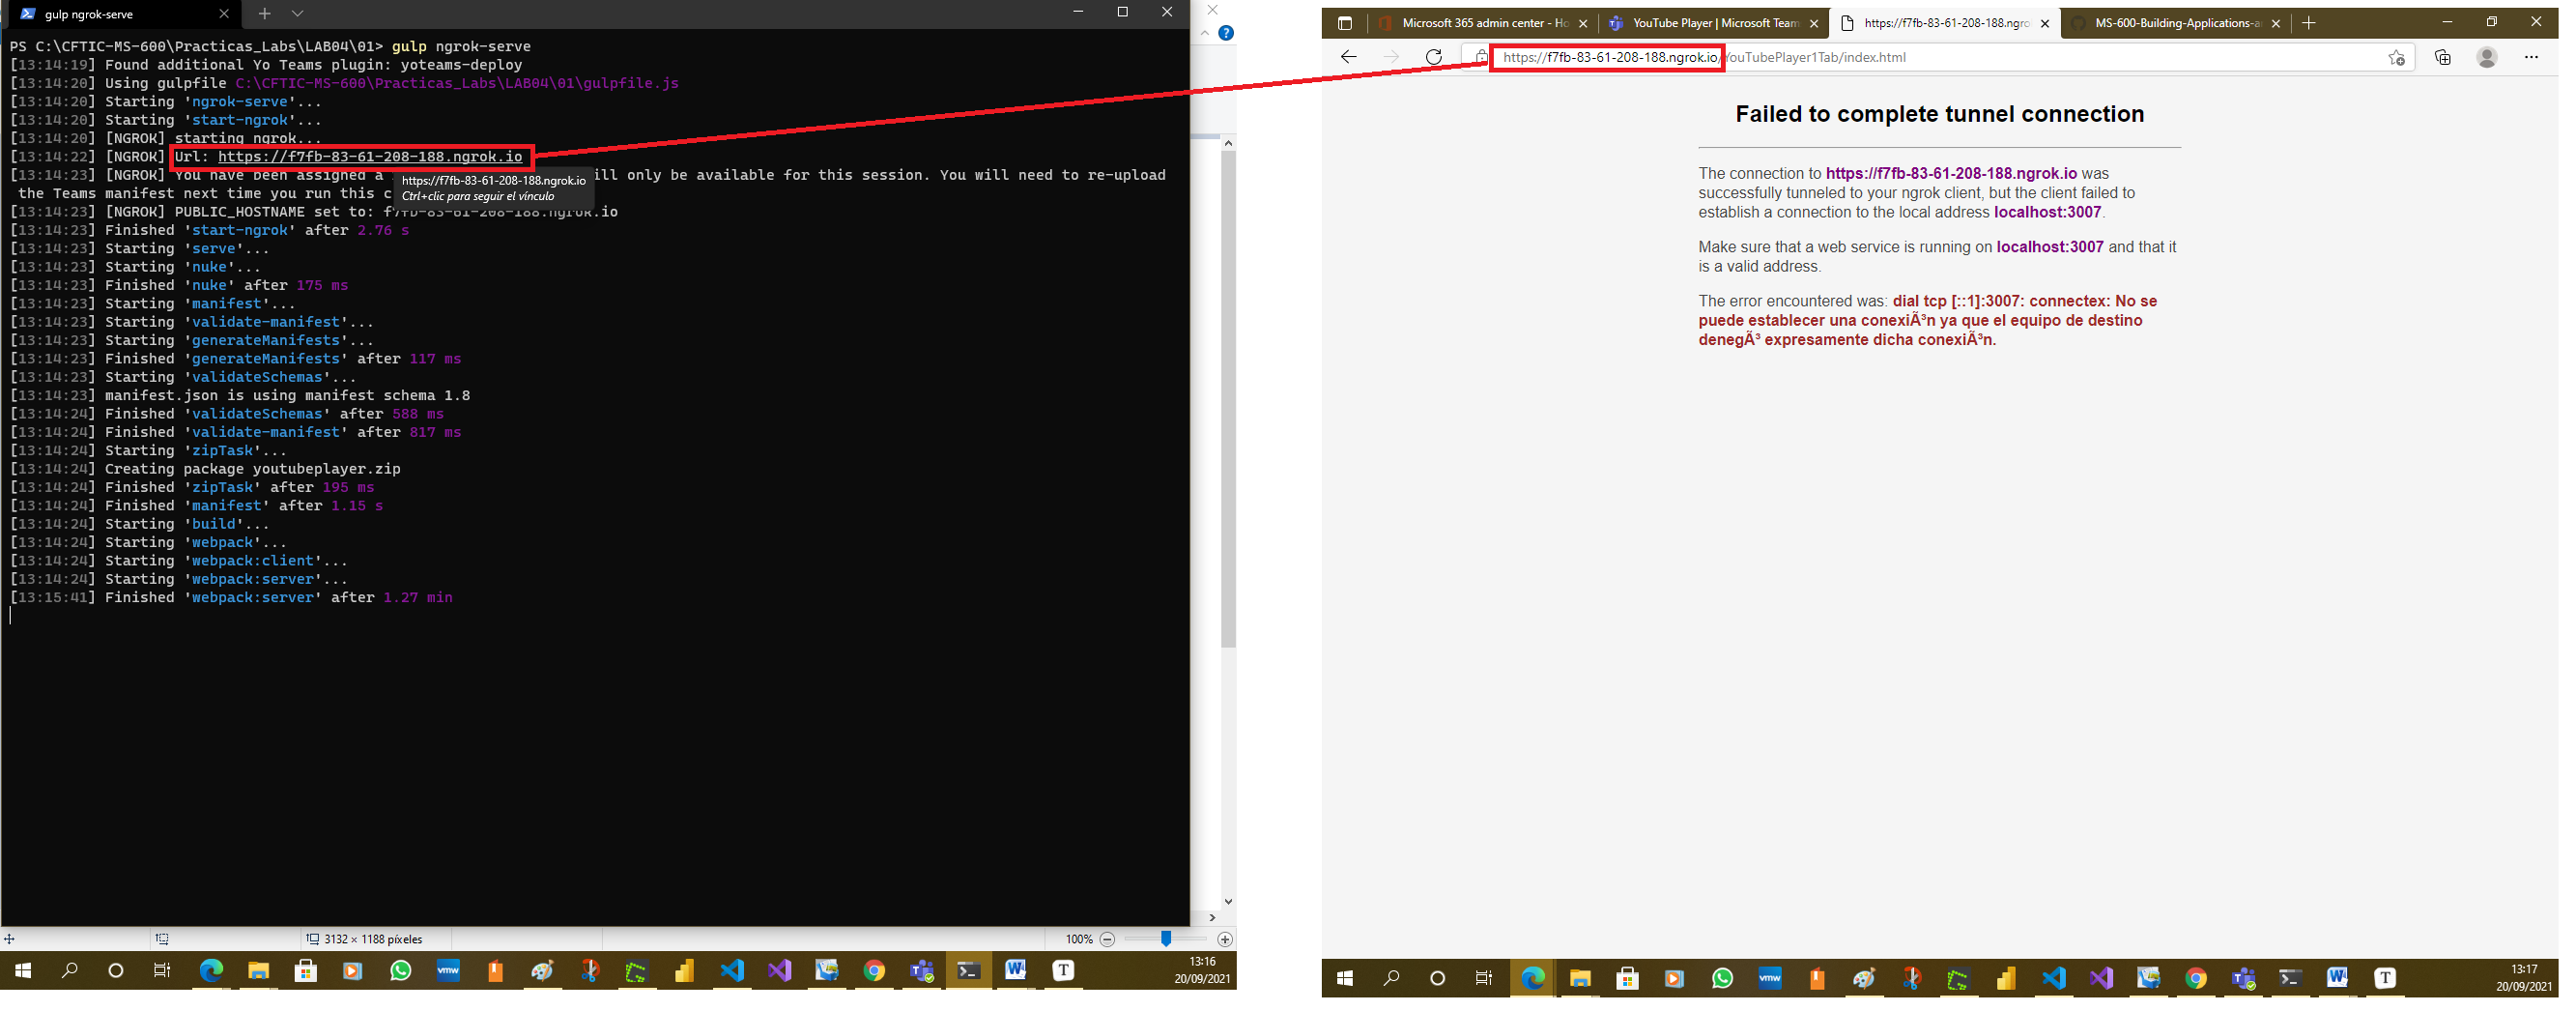 gulp ngrok-serve
PS C:\CFTIC-MS-600\Practicas_Labs\LAB04\01> gulp ngrok-serve
[13:14:19] Found additional Yo Teams plugin: yoteams-deploy
[13:14:20] Using gulpfile C:\CFTIC-MS-600\Practicas_Labs\LAB04\01\gulpfile.js
[13:14:20] Starting 'ngrok-serve'...
[13:14:20] Starting 'start-ngrok'...
[13:14:20] [NGROK] starting ngrok...
[13:14:22] [NGROK] Url: https://f7fb-83-61-208-188.ngrok.io
[13:14:23] [NGROK] You have been assigned a ill only be available for this session. You will need to re-upload
the Teams manifest next time you run this c
https://f7fb-83-61-208-188.ngrok.io
Ctrl+clic para seguir el vínculo
[13:14:23] [NGROK] PUBLIC_HOSTNAME set to: f7fb-83-61-208-188.ngrok.io
[13:14:23] Finished 'start-ngrok' after 2.76 s
[13:14:23] Starting 'serve'...
[13:14:23] Starting 'nuke'...
[13:14:23] Finished 'nuke' after 175 ms
[13:14:23] Starting 'manifest'...
[13:14:23] Starting 'validate-manifest'...
[13:14:23] Starting 'generateManifests'...
[13:14:23] Finished 'generateManifests' after 117 ms
[13:14:23] Starting 'validateSchemas'...
[13:14:23] manifest.json is using manifest schema 1.8
[13:14:24] Finished 'validateSchemas' after 588 ms
[13:14:24] Finished 'validate-manifest' after 817 ms
[13:14:24] Starting 'zipTask'...
[13:14:24] Creating package youtubeplayer.zip
[13:14:24] Finished 'zipTask' after 195 ms
[13:14:24] Finished 'manifest' after 1.15 s
[13:14:24] Starting 'build'...
[13:14:24] Starting 'webpack'...
[13:14:24] Starting 'webpack:client'...
[13:14:24] Starting 'webpack:server'...
[13:15:41] Finished 'webpack:server' after 1.27 min
3132 × 1188 píxeles
100%
vmw
13:16
20/09/2021
Microsoft 365 admin center - Ho
YouTube Player | Microsoft Team
https://f7fb-83-61-208-188.ngro
MS-600-Building-Applications-a
https://f7fb-83-61-208-188.ngrok.io/YouTubePlayer1Tab/index.html
Failed to complete tunnel connection
The connection to https://f7fb-83-61-208-188.ngrok.io was
successfully tunneled to your ngrok client, but the client failed to
establish a connection to the local address localhost:3007.
Make sure that a web service is running on localhost:3007 and that it
is a valid address.
The error encountered was: dial tcp [::1]:3007: connectex: No se
puede establecer una conexiÃ³n ya que el equipo de destino
denegÃ³ expresamente dicha conexiÃ³n.
vmw
13:17
20/09/2021